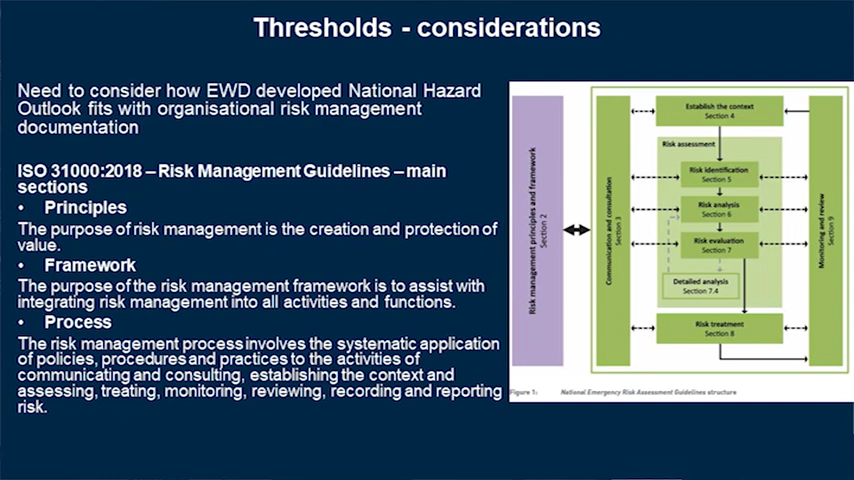 Thresholds - considerations
Need to consider how EWD developed National Hazard
Outlook fits with organisational risk management
documentation
ISO 31000:2018 – Risk Management Guidelines – main
sections
• Principles
The purpose of risk management is the creation and protection of
value.
• Framework
The purpose of the risk management framework is to assist with
integrating risk management into all activities and functions.
• Process
The risk management process involves the systematic application
of policies, procedures and practices to the activities of
communicating and consulting, establishing the context and
assessing, treating, monitoring, reviewing, recording and reporting
risk.
Risk management principles and framework
Section 2
Communication and consultation
Section 3
Establish the context
Section 4
Risk assessment
Risk identification
Section 5
Risk analysis
Section 6
Risk evaluation
Section 7
Detailed analysis
Section 7.4
Risk treatment
Section 8
Monitoring and review
Section 9
Figure 1: National Emergency Risk Assessment Guidelines structure